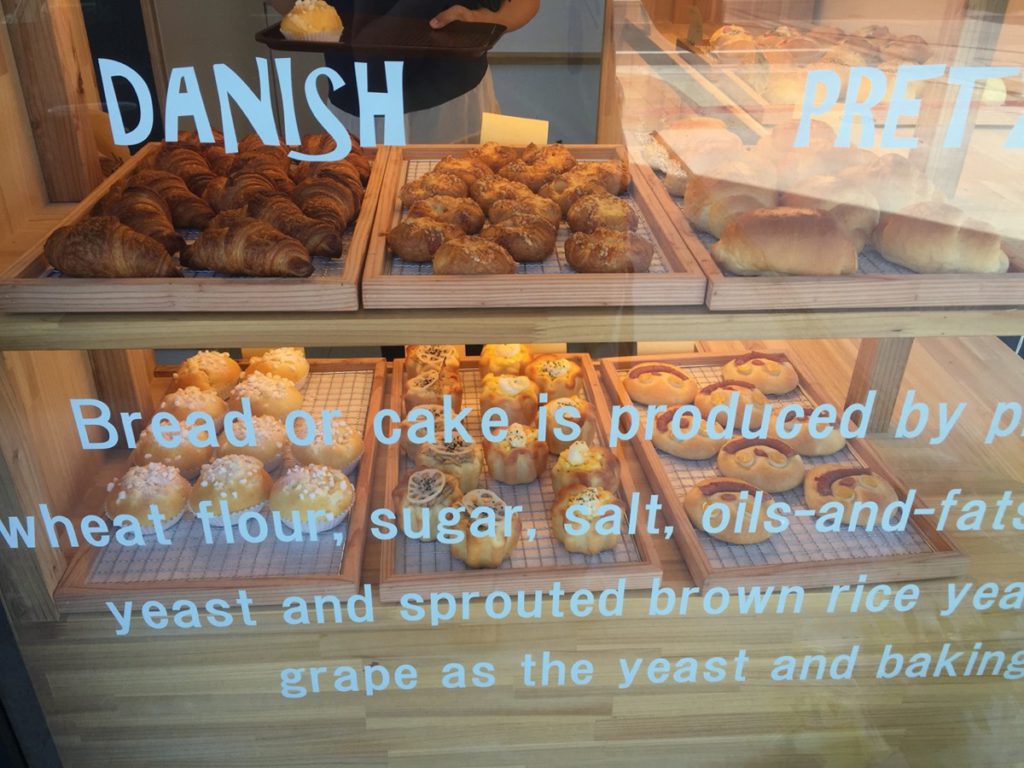 DANISH PRET
Bread or cake is produced by p
wheat flour, sugar, salt, oils-and-fats
yeast and sprouted brown rice yea
grape as the yeast and baking